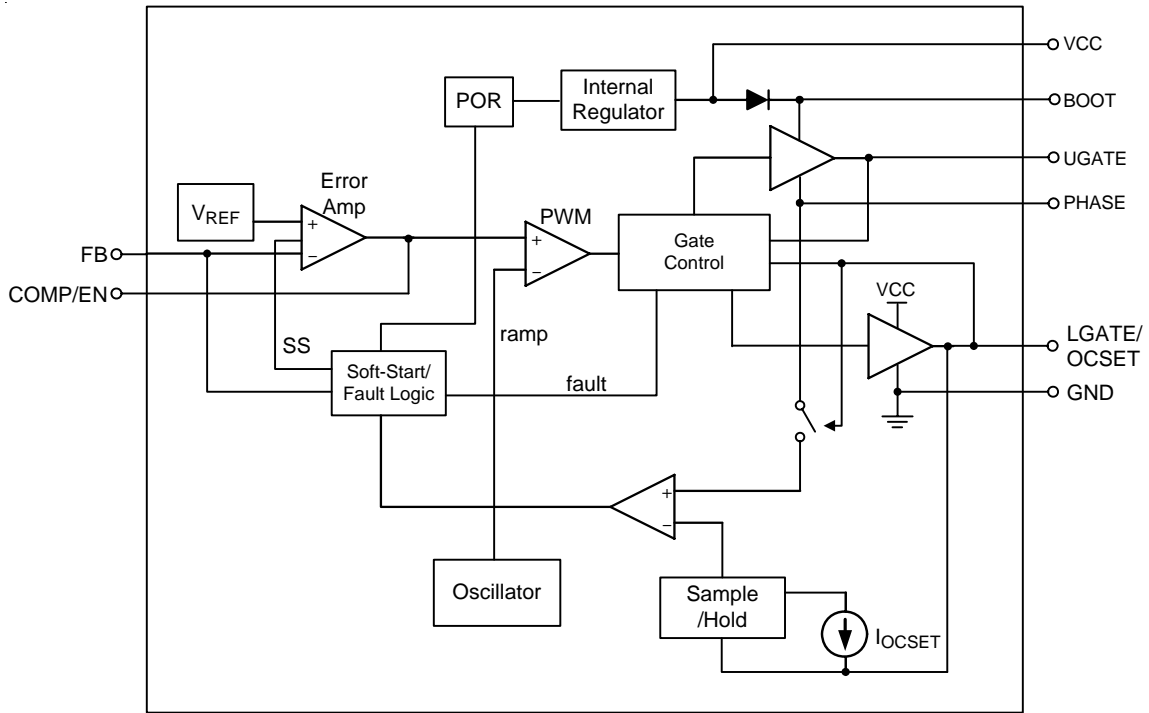 VCC
Internal
Regulator
POR
BOOT
UGATE
Error
Amp
PHASE
VREF
PWM
+
+
Gate
Control
FB
−
−
COMP/EN
VCC
ramp
SS
LGATE/
OCSET
Soft-Start/
Fault Logic
fault
GND
+
−
Oscillator
Sample
/Hold
IOCSET